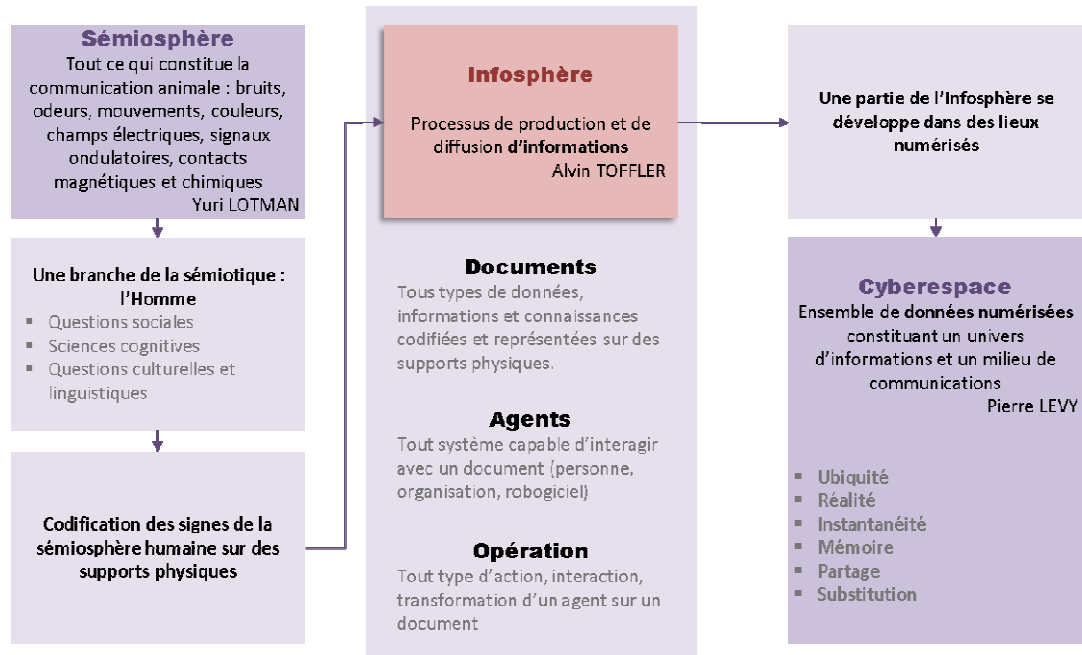 Sémiosphère
Tout ce qui constitue la
communication animale : bruits,
odeurs, mouvements, couleurs,
champs électriques, signaux
ondulatoires, contacts
magnétiques et chimiques
Yuri LOTMAN
Une branche de la sémiotique :
l’Homme
▪ Questions sociales
▪ Sciences cognitives
▪ Questions culturelles et
linguistiques
Codification des signes de la
sémiosphère humaine sur des
supports physiques
Infosphère
Processus de production et de
diffusion d’informations
Alvin TOFFLER
Documents
Tous types de données,
informations et connaissances
codifiées et représentées sur des
supports physiques.
Agents
Tout système capable d’interagir
avec un document (personne,
organisation, robogiciel)
Opération
Tout type d’action, interaction,
transformation d’un agent sur un
document
Une partie de l’Infosphère se
développe dans des lieux
numérisés
Cyberespace
Ensemble de données numérisées
constituant un univers
d’informations et un milieu de
communications
Pierre LEVY
▪ Ubiquité
▪ Réalité
▪ Instantanéité
▪ Mémoire
▪ Partage
▪ Substitution